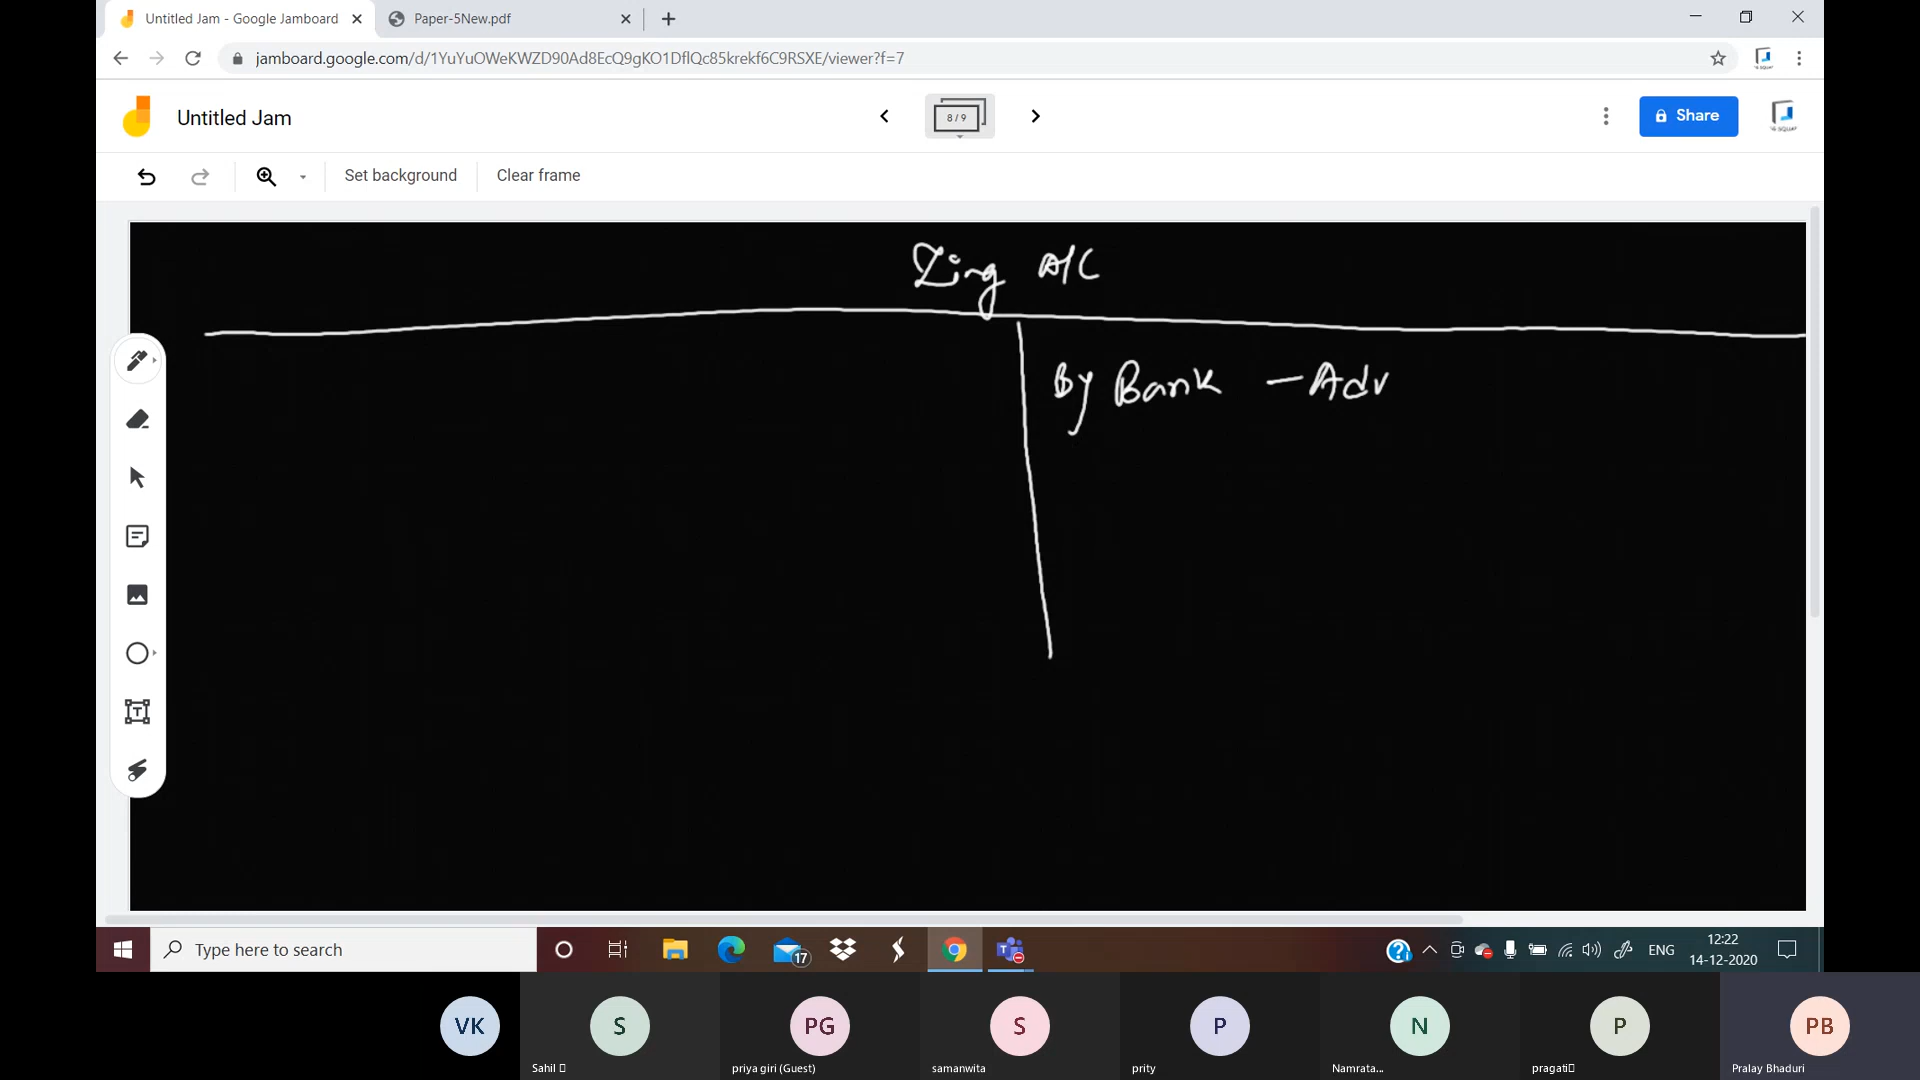 Untitled Jam - Google Jamboard
Paper-5New.pdf
jamboard.google.com/d/1YuYuOWeKWZD90Ad8EcQ9gKO1DflQc85krekf6C9RSXE/viewer?f=7
Untitled Jam
8 / 9
Share
Set background
Clear frame
Zing A/C
By Bank - Adv
Type here to search
17
ENG
12:22
14-12-2020
VK
S
PG
S
P
N
P
PB
Sahil
priya giri (Guest)
samanwita
prity
Namrata...
pragati
Pralay Bhaduri